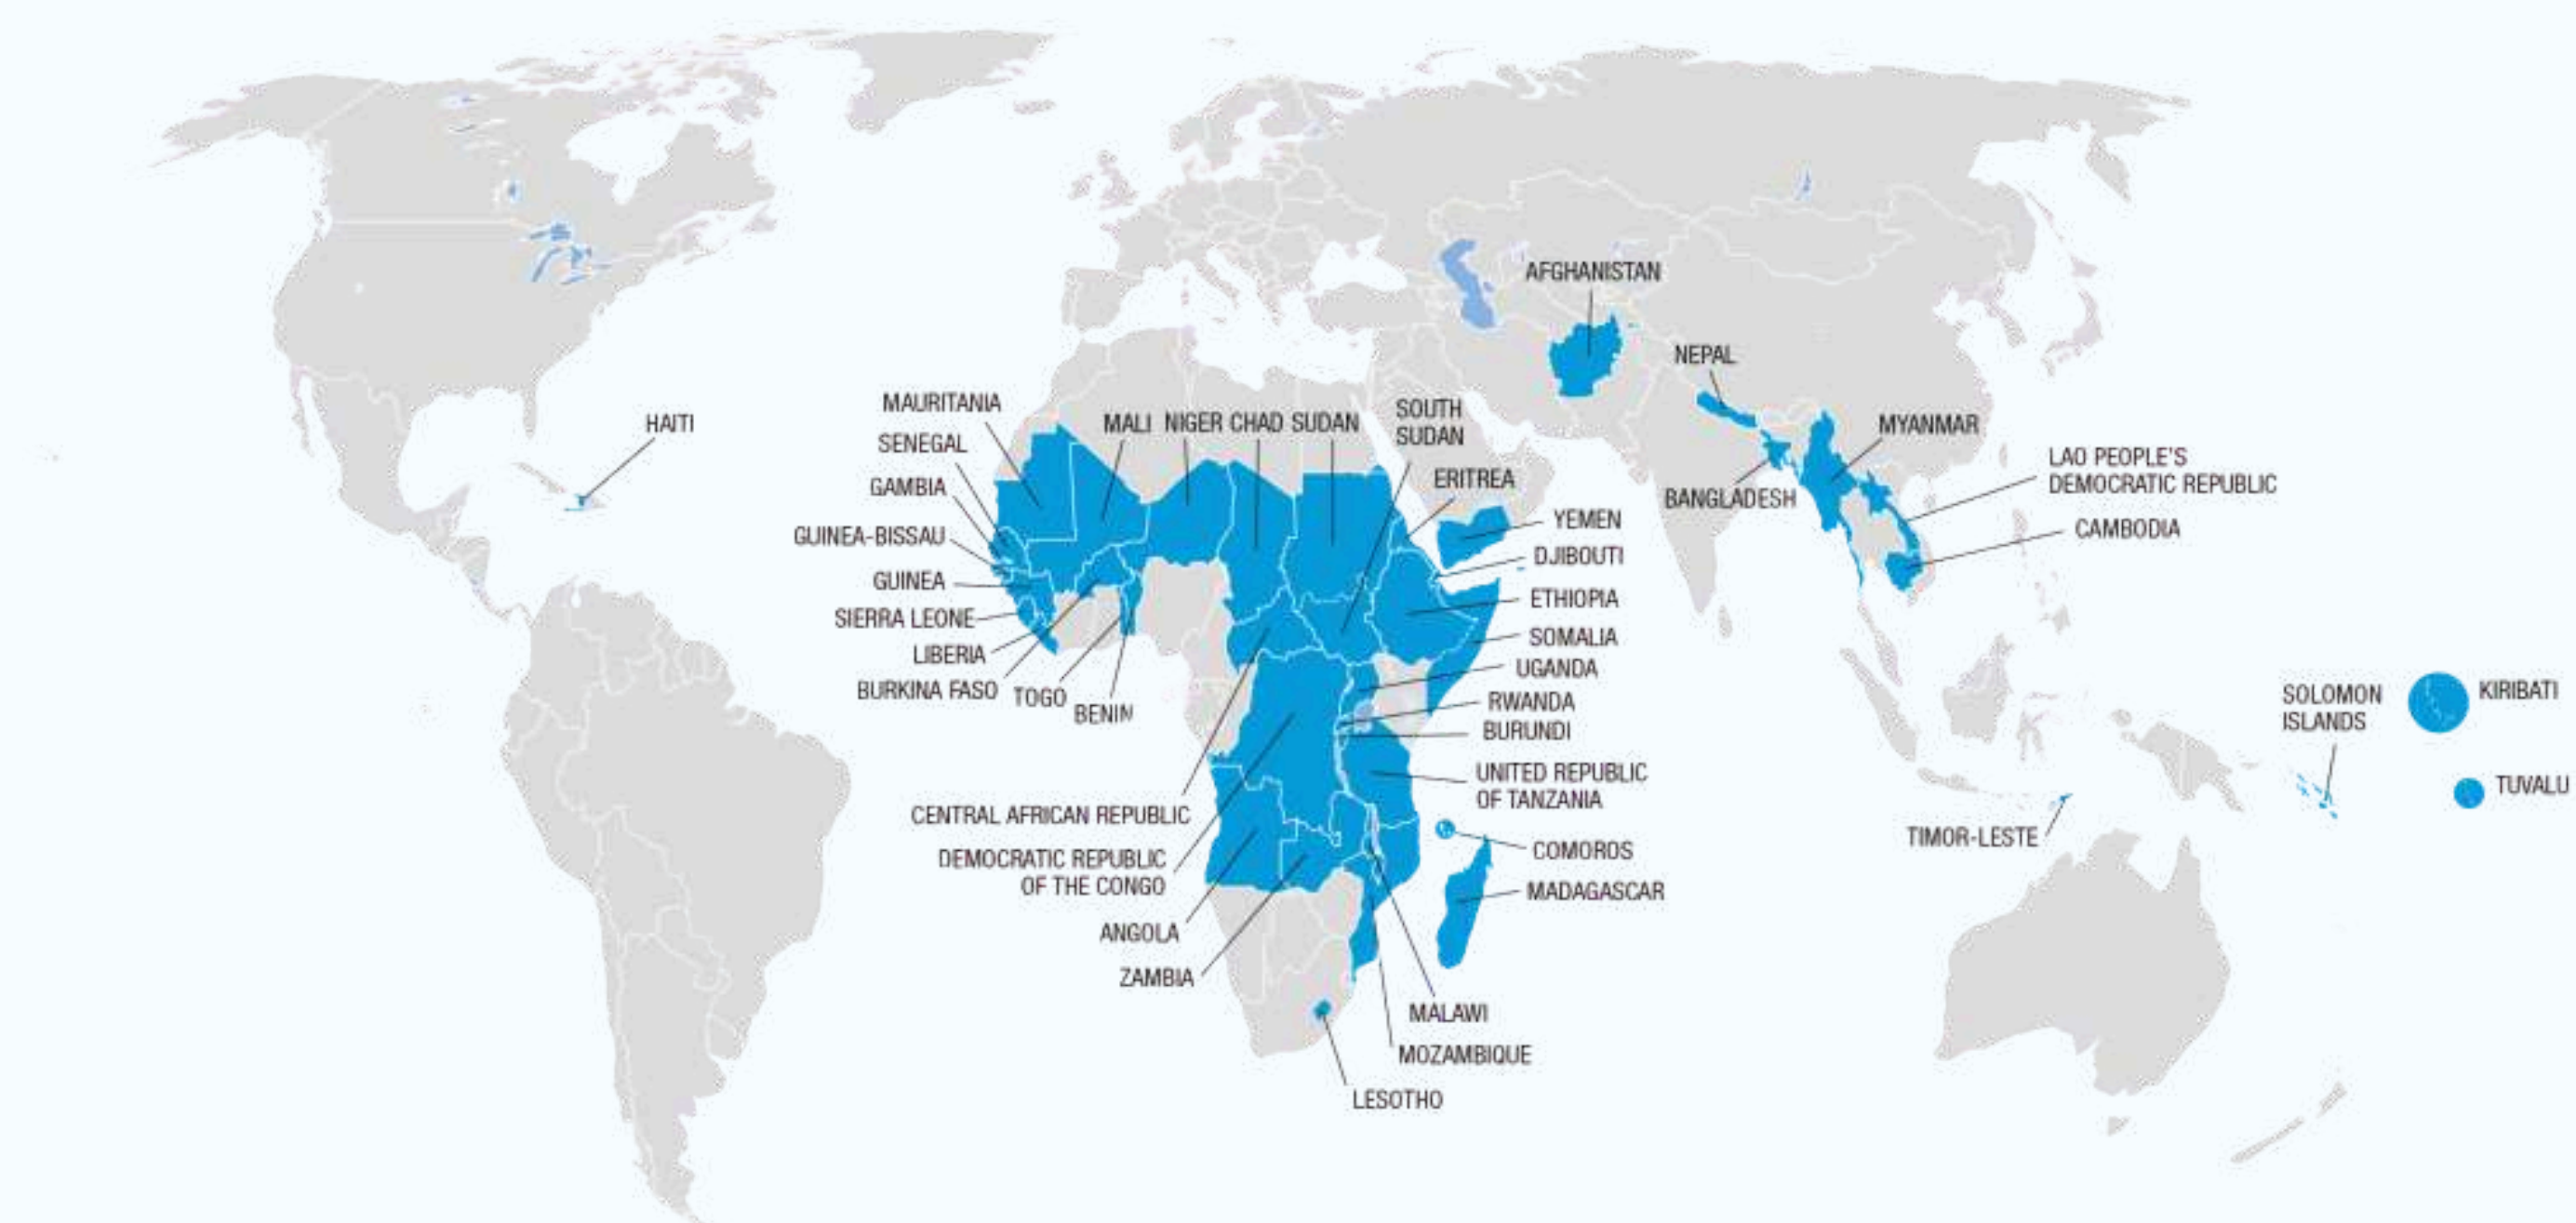 AFGHANISTAN
NEPAL
HAITI
MAURITANIA
MALI NIGER CHAD SUDAN
SOUTH
SUDAN
MYANMAR
SENEGAL
ERITREA
LAO PEOPLE'S
DEMOCRATIC REPUBLIC
GAMBIA
BANGLADESH
YEMEN
CAMBODIA
GUINEA-BISSAU
DJIBOUTI
GUINEA
ETHIOPIA
SIERRA LEONE
SOMALIA
LIBERIA
UGANDA
BURKINA FASO
TOGO
BENIN
RWANDA
BURUNDI
SOLOMON
ISLANDS
KIRIBATI
UNITED REPUBLIC
OF TANZANIA
TUVALU
CENTRAL AFRICAN REPUBLIC
TIMOR-LESTE
COMOROS
DEMOCRATIC REPUBLIC
OF THE CONGO
MADAGASCAR
ANGOLA
ZAMBIA
MALAWI
MOZAMBIQUE
LESOTHO